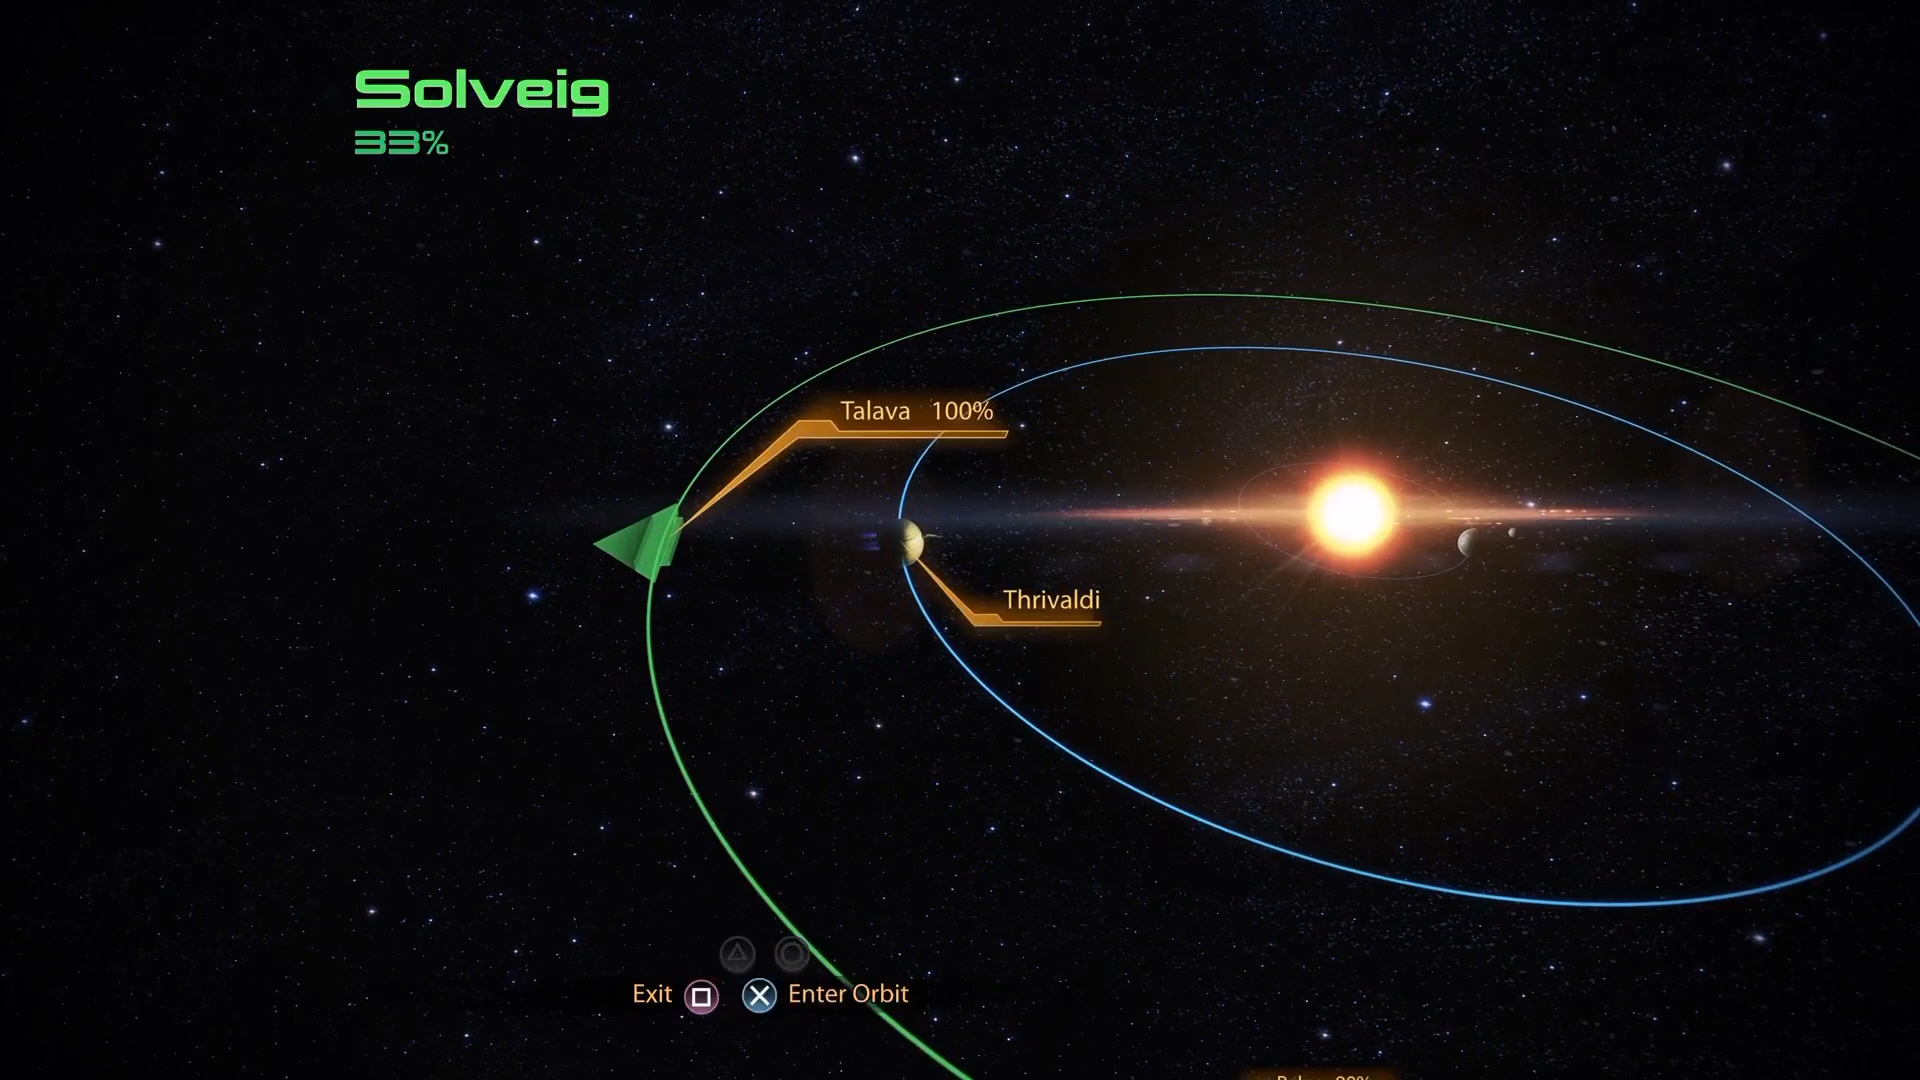 Solveig
33%
Talava 100%
Thrivaldi
Exit
Enter Orbit